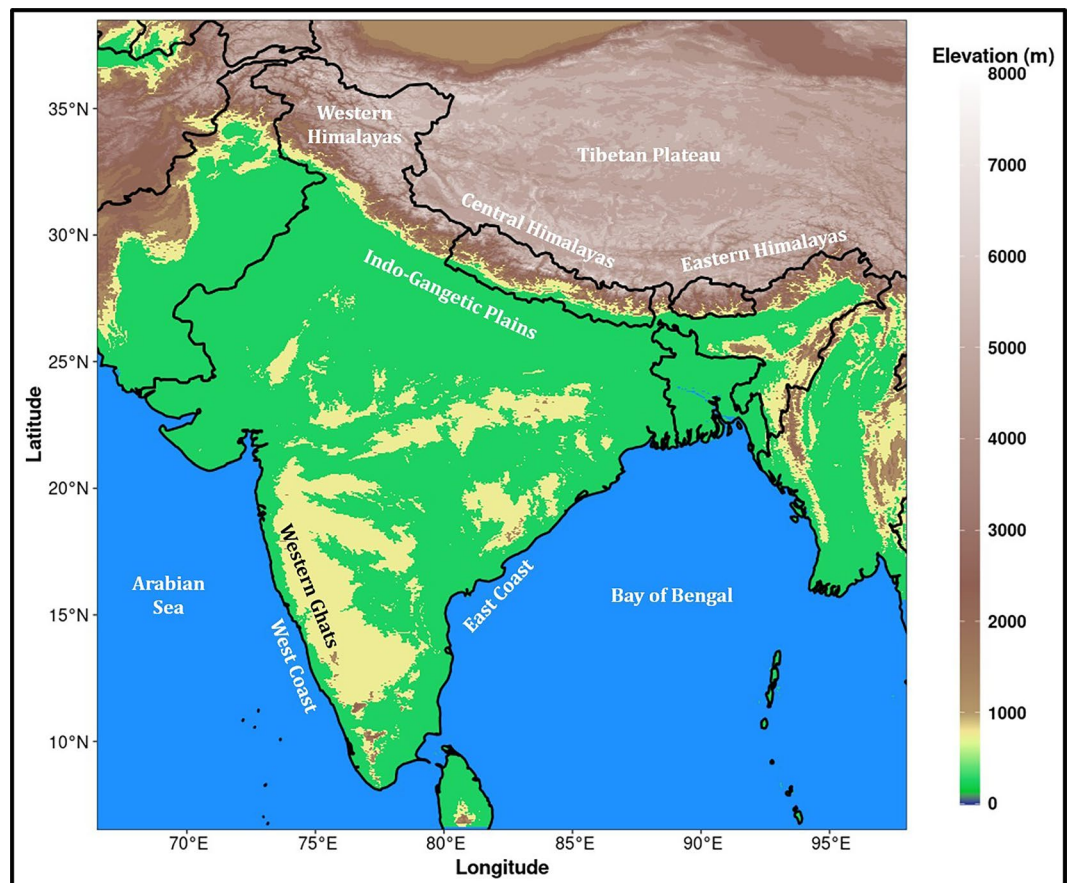 Elevation (m)
8000
7000
6000
5000
4000
3000
2000
1000
0
35°N
30°N
25°N
20°N
15°N
10°N
Latitude
Western
Himalayas
Tibetan Plateau
Central Himalayas
Eastern Himalayas
Indo-Gangetic Plains
Western Ghats
Arabian
Sea
West Coast
East Coast
Bay of Bengal
70°E
75°E
80°E
85°E
90°E
95°E
Longitude